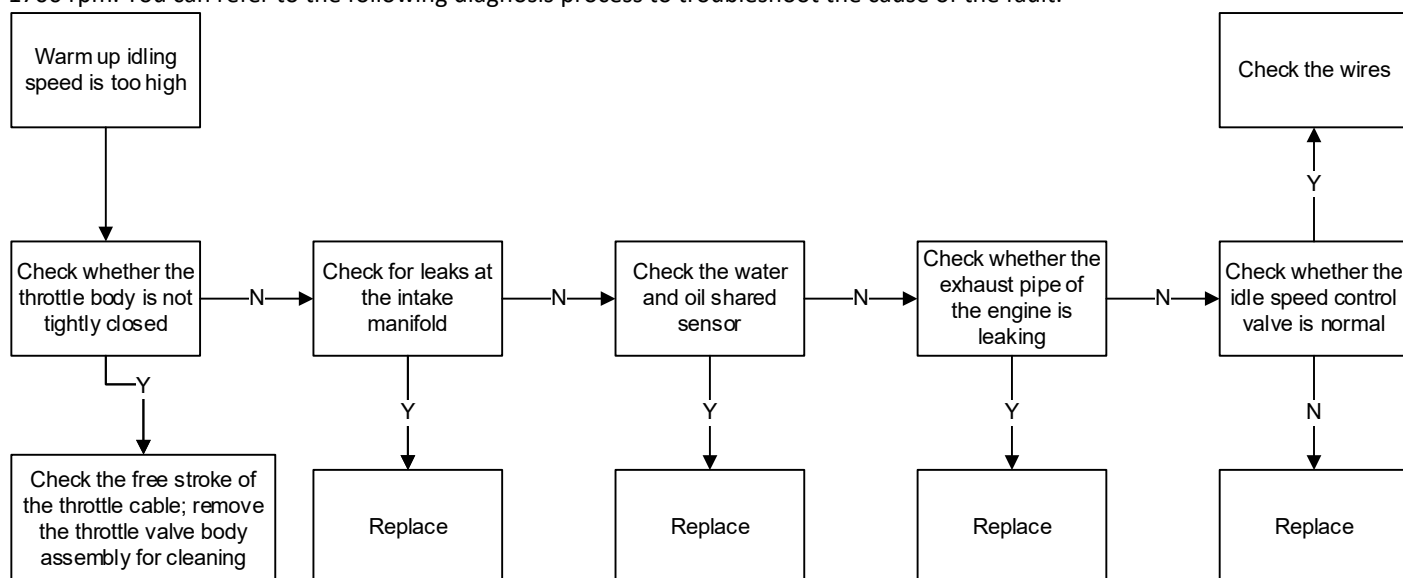 1700 rpm. You can refer to the following diagnosis process to troubleshoot the cause of the fault.
Warm up idling
speed is too high
Check the wires
Y
Check whether the
throttle body is not
tightly closed
N
Check for leaks at
the intake
manifold
N
Check the water
and oil shared
sensor
N
Check whether the
exhaust pipe of
the engine is
leaking
N
Check whether the
idle speed control
valve is normal
Y
Y
Y
Y
N
Check the free stroke of
the throttle cable; remove
the throttle valve body
assembly for cleaning
Replace
Replace
Replace
Replace